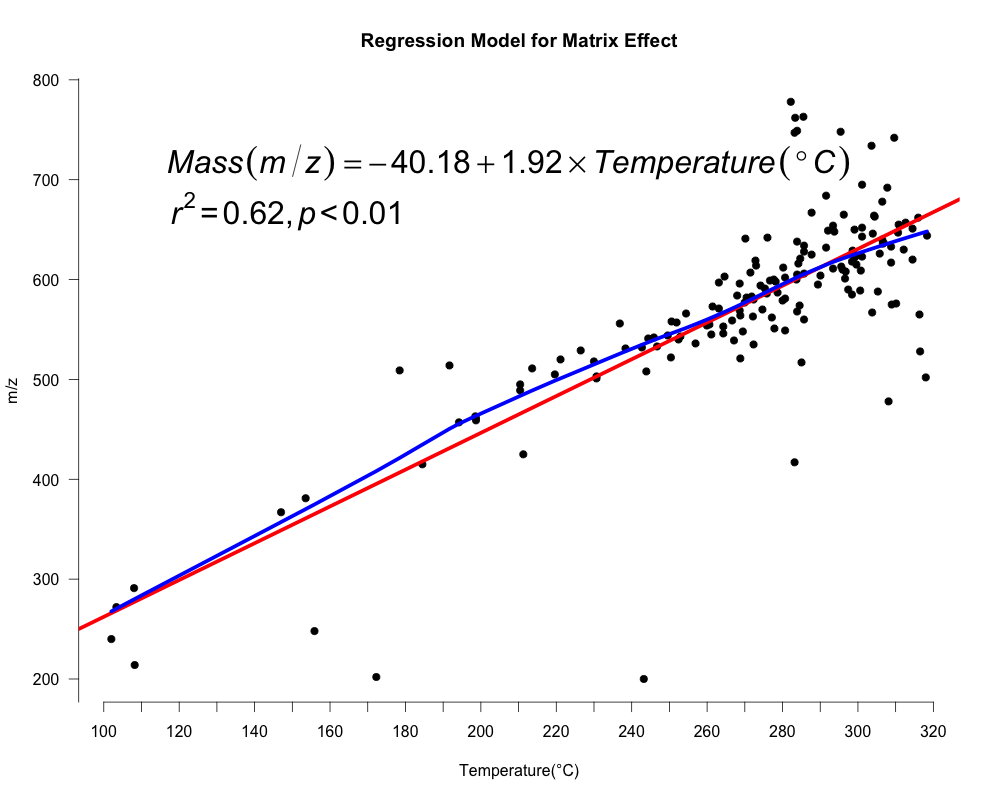 Regression Model for Matrix Effect
800
Mass(m/z)=−40.18+1.92×Temperature(°C)
700
r²=0.62,p<0.01
600
500
m/z
400
300
200
100 120 140 160 180 200 220 240 260 280 300 320
Temperature(°C)